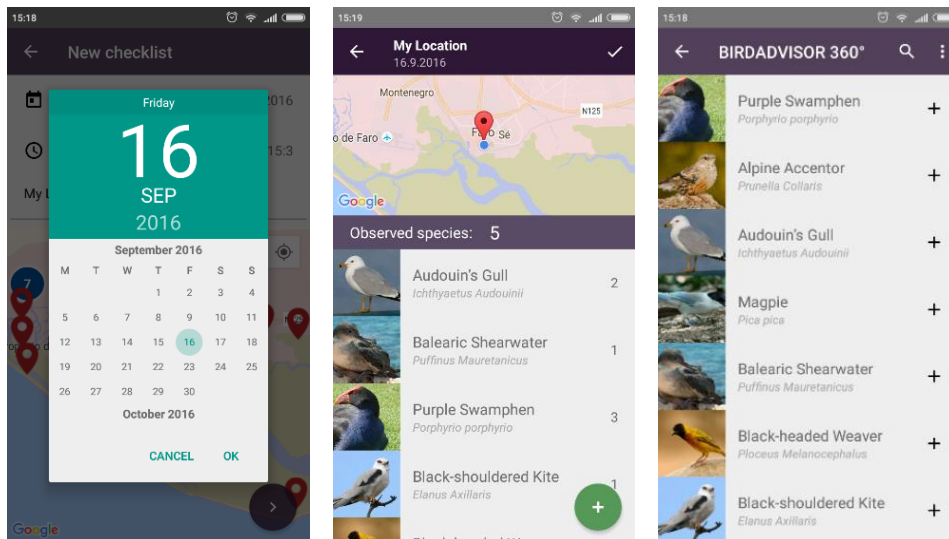 15:18
New checklist
2016
15:3
My L
Friday
16
SEP
2016
September 2016
M T W T F S S
1 2 3 4
5 6 7 8 9 10 11
12 13 14 15 16 17 18
19 20 21 22 23 24 25
26 27 28 29 30
October 2016
CANCEL OK
7
Google
15:19
My Location
16.9.2016
Montenegro
N125
o de Faro
Faro Sé
Google
Observed species: 5
Audouin's Gull
Ichthyaetus Audouinii
2
Balearic Shearwater
Puffinus Mauretanicus
1
Purple Swamphen
Porphyrio porphyrio
3
Black-shouldered Kite
Elanus Axillaris
1
+
15:18
BIRDADVISOR 360°
Purple Swamphen
Porphyrio porphyrio
+
Alpine Accentor
Prunella Collaris
+
Audouin's Gull
Ichthyaetus Audouinii
+
Magpie
Pica pica
+
Balearic Shearwater
Puffinus Mauretanicus
+
Black-headed Weaver
Ploceus Melanocephalus
+
Black-shouldered Kite
Elanus Axillaris
+